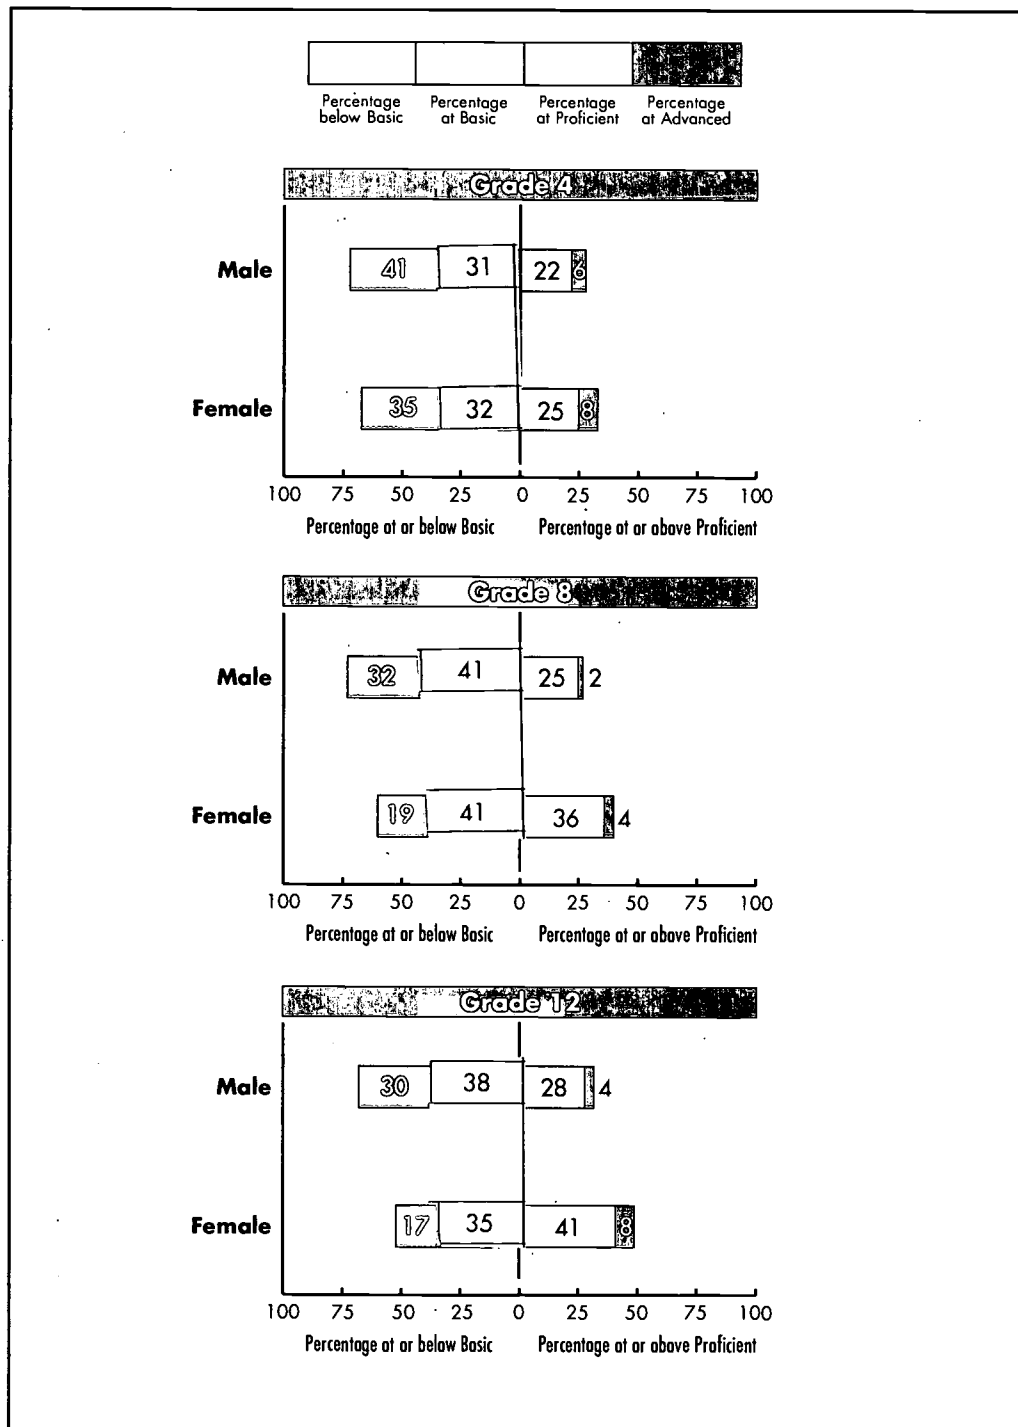 Percentage below Basic Percentage at Basic Percentage at Proficient Percentage at Advanced
Grade 4
Male 41 31 22 6
Female 35 32 25 8
100 75 50 25 0 25 50 75 100
Percentage at or below Basic Percentage at or above Proficient
Grade 8
Male 32 41 25 2
Female 19 41 36 4
100 75 50 25 0 25 50 75 100
Percentage at or below Basic Percentage at or above Proficient
Grade 12
Male 30 38 28 4
Female 17 35 41 8
100 75 50 25 0 25 50 75 100
Percentage at or below Basic Percentage at or above Proficient